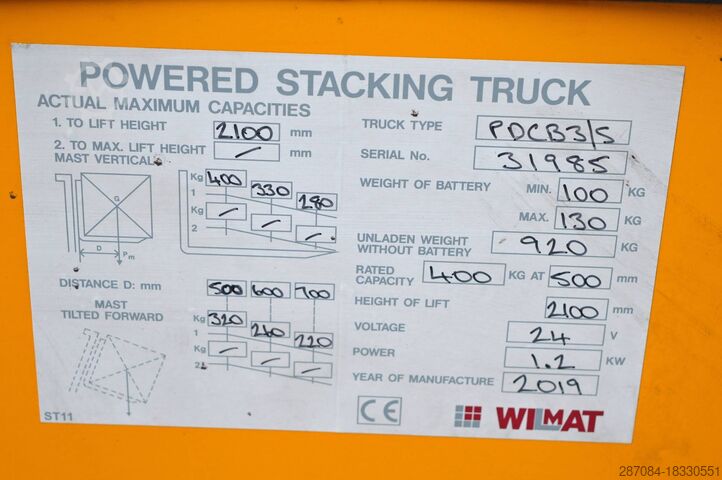 POWERED STACKING TRUCK
ACTUAL MAXIMUM CAPACITIES
1. TO LIFT HEIGHT 2100 mm
2. TO MAX. LIFT HEIGHT – mm
MAST VERTICAL
Kg 400 330 280
1
Kg – – –
2
G
D Pm
DISTANCE D: mm 500 600 700
MAST
TILTED FORWARD
Kg 320 260 220
1
Kg – – –
2
ST11
TRUCK TYPE PDCB3/S
SERIAL No. 31985
WEIGHT OF BATTERY MIN. 100 KG
MAX. 130 KG
UNLADEN WEIGHT
WITHOUT BATTERY 920 KG
RATED
CAPACITY 400 KG AT 500 mm
HEIGHT OF LIFT 2100 mm
VOLTAGE 24 V
POWER 1.2 KW
YEAR OF MANUFACTURE 2019
CE WILMAT
287084-18330551